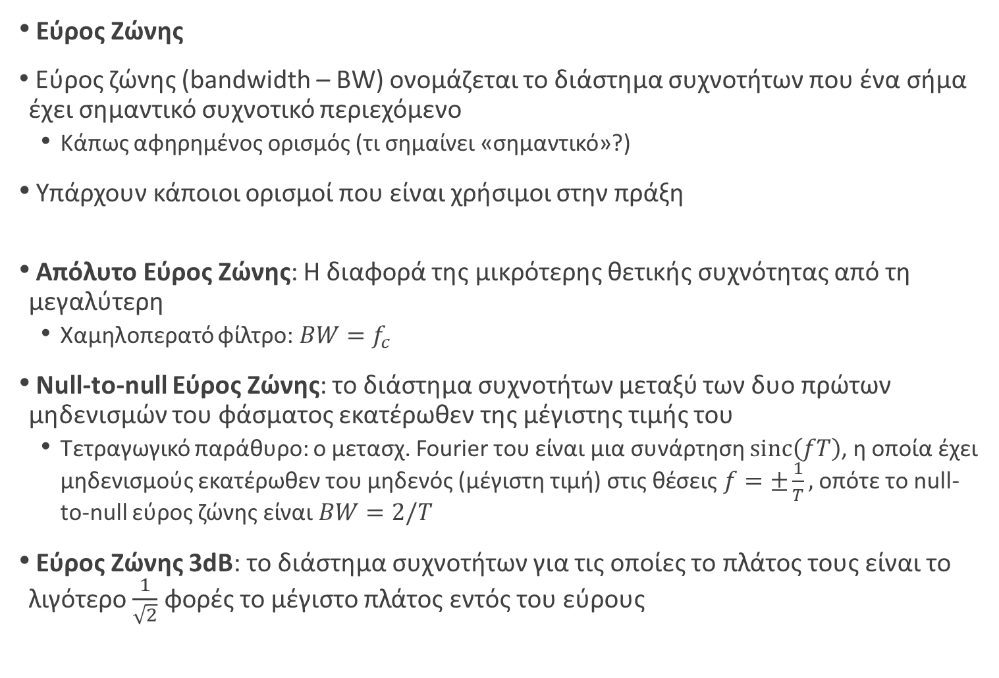 • Εύρος Ζώνης
• Εύρος ζώνης (bandwidth – BW) ονομάζεται το διάστημα συχνοτήτων που ένα σήμα
έχει σημαντικό συχνοτικό περιεχόμενο
• Κάπως αφηρημένος ορισμός (τι σημαίνει «σημαντικό»?)
• Υπάρχουν κάποιοι ορισμοί που είναι χρήσιμοι στην πράξη
• Απόλυτο Εύρος Ζώνης: Η διαφορά της μικρότερης θετικής συχνότητας από τη
μεγαλύτερη
• Χαμηλοπερατό φίλτρο: $BW = f_c$
• Null-to-null Εύρος Ζώνης: το διάστημα συχνοτήτων μεταξύ των δυο πρώτων
μηδενισμών του φάσματος εκατέρωθεν της μέγιστης τιμής του
• Τετραγωγικό παράθυρο: ο μετασχ. Fourier του είναι μια συνάρτηση $\text{sinc}(fT)$, η οποία έχει
μηδενισμούς εκατέρωθεν του μηδενός (μέγιστη τιμή) στις θέσεις $f = \pm\frac{1}{T}$, οπότε το null-
to-null εύρος ζώνης είναι $BW = 2/T$
• Εύρος Ζώνης 3dB: το διάστημα συχνοτήτων για τις οποίες το πλάτος τους είναι το
λιγότερο $\frac{1}{\sqrt{2}}$ φορές το μέγιστο πλάτος εντός του εύρους